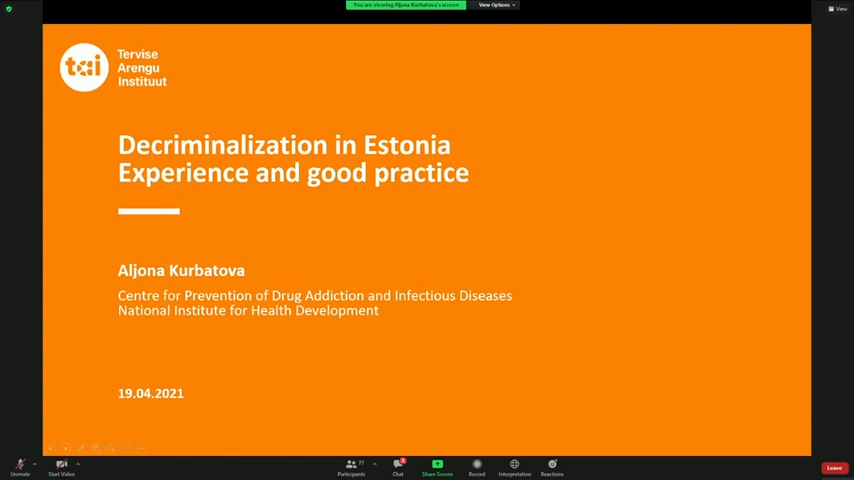 You are viewing Aljona Kurbatova's screen
View Options
View
tai
Tervise
Arengu
Instituut
Decriminalization in Estonia
Experience and good practice
Aljona Kurbatova
Centre for Prevention of Drug Addiction and Infectious Diseases
National Institute for Health Development
19.04.2021
Unmute
Start Video
Participants
77
Chat
Share Screen
Record
Interpretation
Reactions
Leave